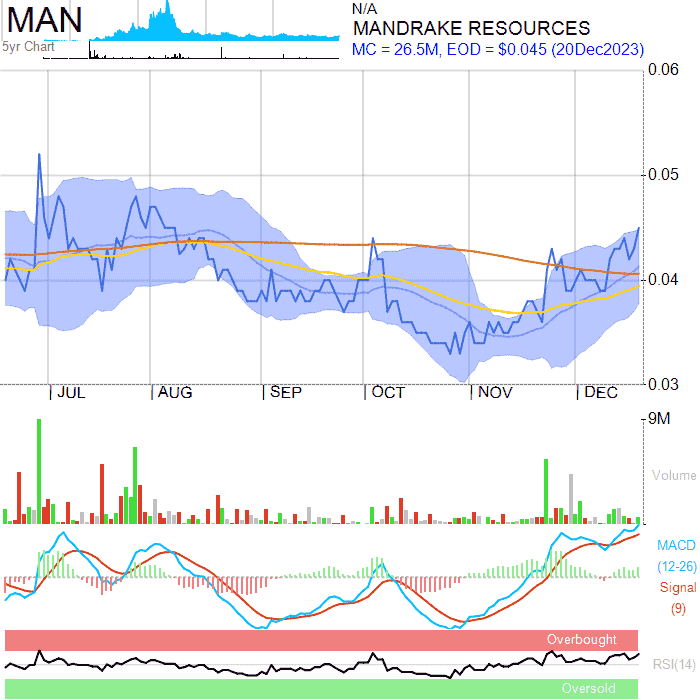 MAN
5yr Chart
N/A
MANDRAKE RESOURCES
MC = 26.5M, EOD = $0.045 (20Dec2023)
0.06
0.05
0.04
0.03
JUL AUG SEP OCT NOV DEC
9M
Volume
MACD
(12-26)
Signal
(9)
Overbought
RSI(14)
Oversold